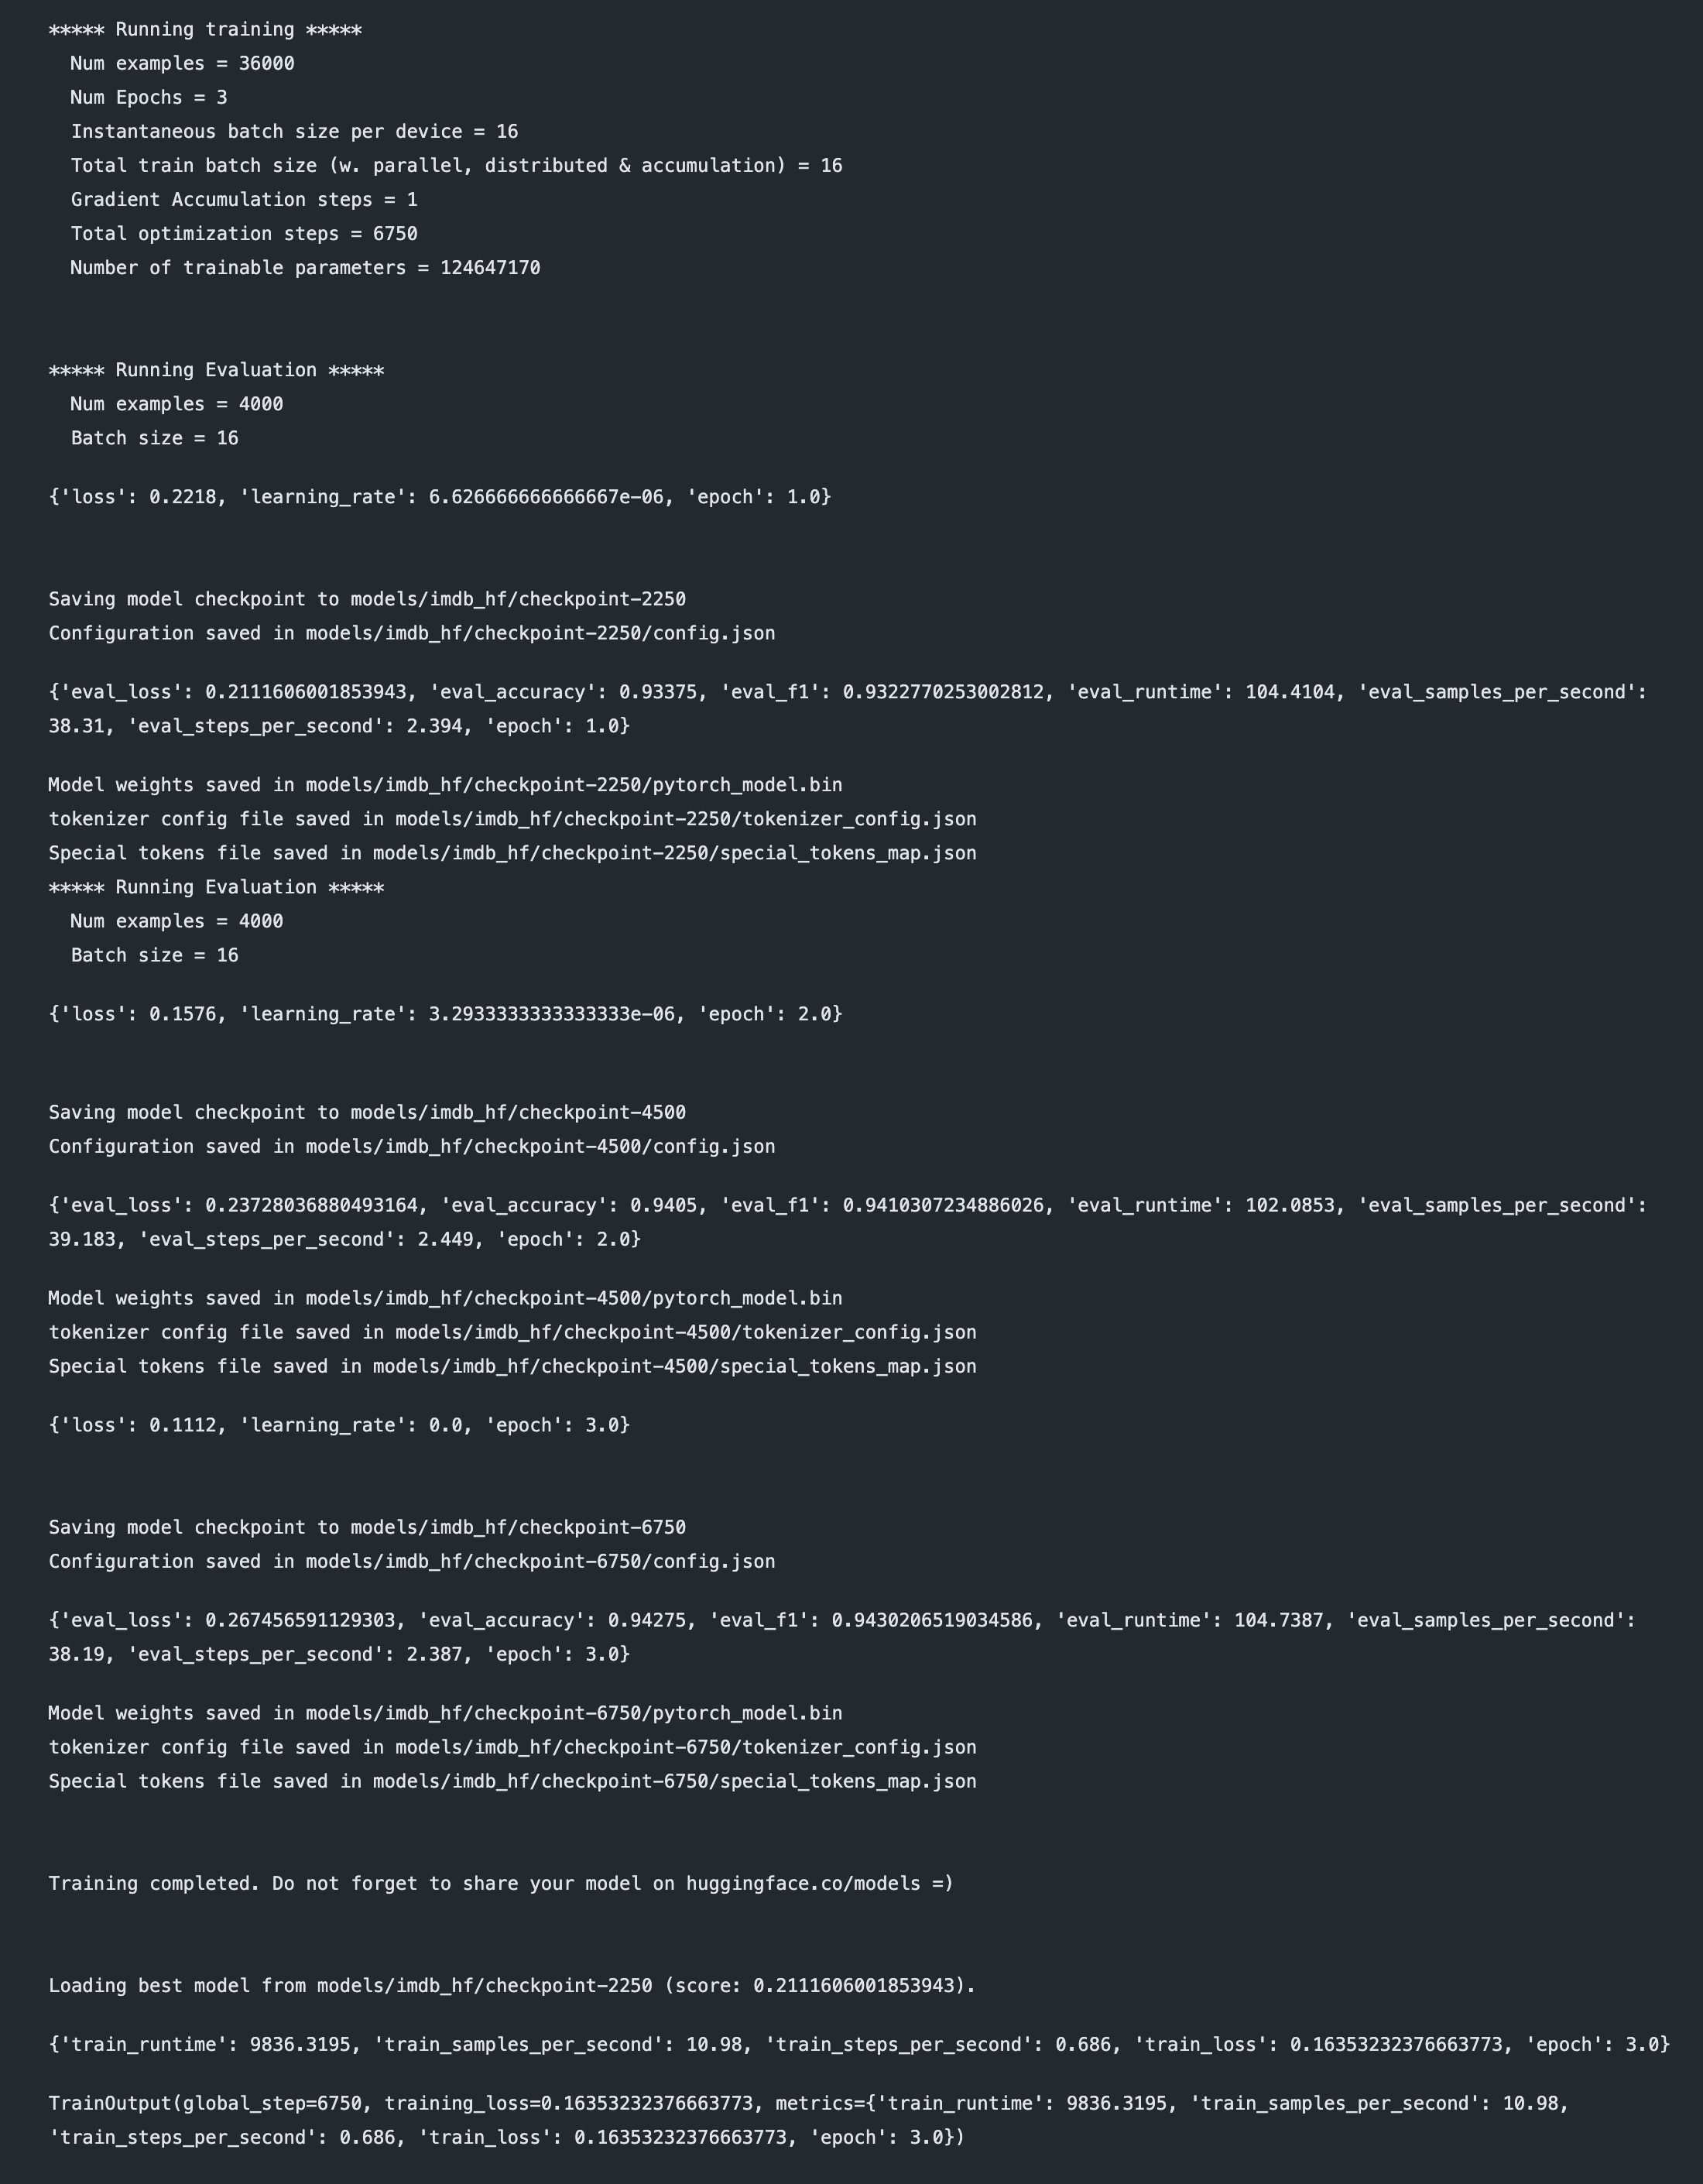 ***** Running training *****
Num examples = 36000
Num Epochs = 3
Instantaneous batch size per device = 16
Total train batch size (w. parallel, distributed & accumulation) = 16
Gradient Accumulation steps = 1
Total optimization steps = 6750
Number of trainable parameters = 124647170
***** Running Evaluation *****
Num examples = 4000
Batch size = 16
{'loss': 0.2218, 'learning_rate': 6.626666666666667e-06, 'epoch': 1.0}
Saving model checkpoint to models/imdb_hf/checkpoint-2250
Configuration saved in models/imdb_hf/checkpoint-2250/config.json
{'eval_loss': 0.2111606001853943, 'eval_accuracy': 0.93375, 'eval_f1': 0.9322770253002812, 'eval_runtime': 104.4104, 'eval_samples_per_second':
38.31, 'eval_steps_per_second': 2.394, 'epoch': 1.0}
Model weights saved in models/imdb_hf/checkpoint-2250/pytorch_model.bin
tokenizer config file saved in models/imdb_hf/checkpoint-2250/tokenizer_config.json
Special tokens file saved in models/imdb_hf/checkpoint-2250/special_tokens_map.json
***** Running Evaluation *****
Num examples = 4000
Batch size = 16
{'loss': 0.1576, 'learning_rate': 3.2933333333333333e-06, 'epoch': 2.0}
Saving model checkpoint to models/imdb_hf/checkpoint-4500
Configuration saved in models/imdb_hf/checkpoint-4500/config.json
{'eval_loss': 0.23728036880493164, 'eval_accuracy': 0.9405, 'eval_f1': 0.9410307234886026, 'eval_runtime': 102.0853, 'eval_samples_per_second':
39.183, 'eval_steps_per_second': 2.449, 'epoch': 2.0}
Model weights saved in models/imdb_hf/checkpoint-4500/pytorch_model.bin
tokenizer config file saved in models/imdb_hf/checkpoint-4500/tokenizer_config.json
Special tokens file saved in models/imdb_hf/checkpoint-4500/special_tokens_map.json
{'loss': 0.1112, 'learning_rate': 0.0, 'epoch': 3.0}
Saving model checkpoint to models/imdb_hf/checkpoint-6750
Configuration saved in models/imdb_hf/checkpoint-6750/config.json
{'eval_loss': 0.267456591129303, 'eval_accuracy': 0.94275, 'eval_f1': 0.9430206519034586, 'eval_runtime': 104.7387, 'eval_samples_per_second':
38.19, 'eval_steps_per_second': 2.387, 'epoch': 3.0}
Model weights saved in models/imdb_hf/checkpoint-6750/pytorch_model.bin
tokenizer config file saved in models/imdb_hf/checkpoint-6750/tokenizer_config.json
Special tokens file saved in models/imdb_hf/checkpoint-6750/special_tokens_map.json
Training completed. Do not forget to share your model on huggingface.co/models =)
Loading best model from models/imdb_hf/checkpoint-2250 (score: 0.2111606001853943).
{'train_runtime': 9836.3195, 'train_samples_per_second': 10.98, 'train_steps_per_second': 0.686, 'train_loss': 0.16353232376663773, 'epoch': 3.0}
TrainOutput(global_step=6750, training_loss=0.16353232376663773, metrics={'train_runtime': 9836.3195, 'train_samples_per_second': 10.98,
'train_steps_per_second': 0.686, 'train_loss': 0.16353232376663773, 'epoch': 3.0})